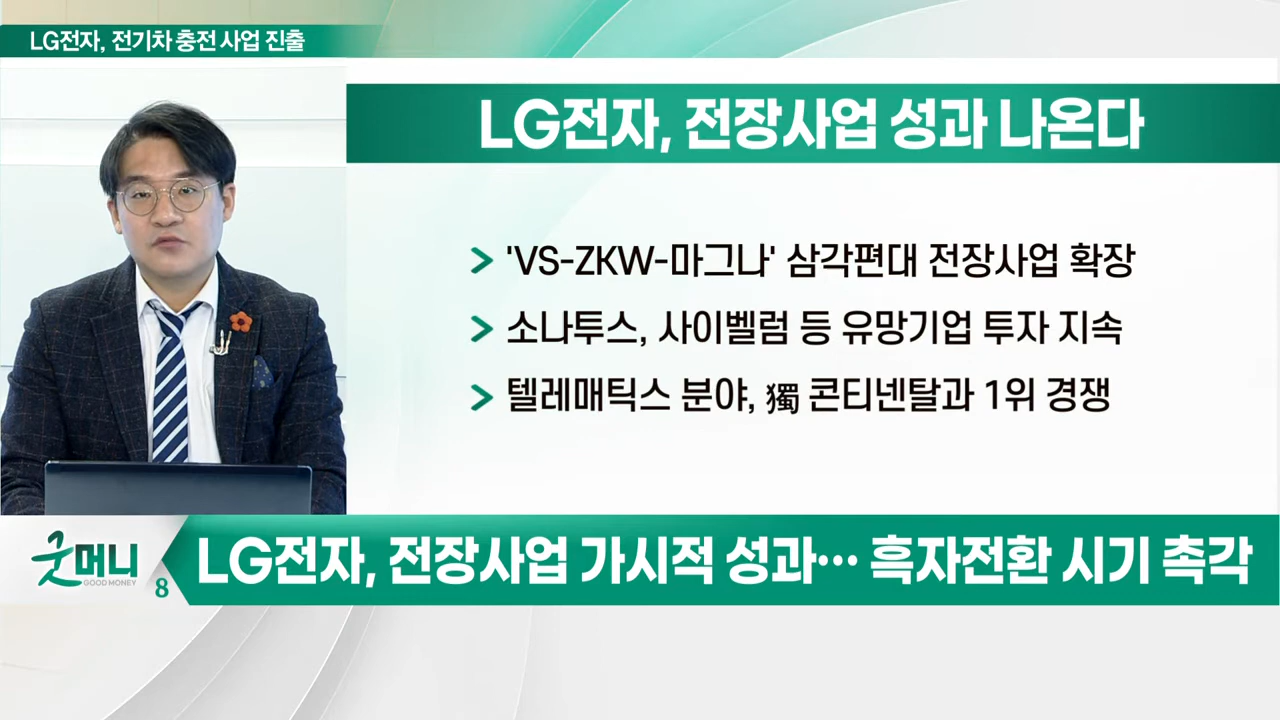 LG전자, 전기차 충전 사업 진출
LG전자, 전장사업 성과 나온다
'VS-ZKW-마그나' 삼각편대 전장사업 확장
소나투스, 사이벨럼 등 유망기업 투자 지속
텔레매틱스 분야, 獨 콘티넨탈과 1위 경쟁
굿머니
GOOD MONEY
8
LG전자, 전장사업 가시적 성과… 흑자전환 시기 촉각